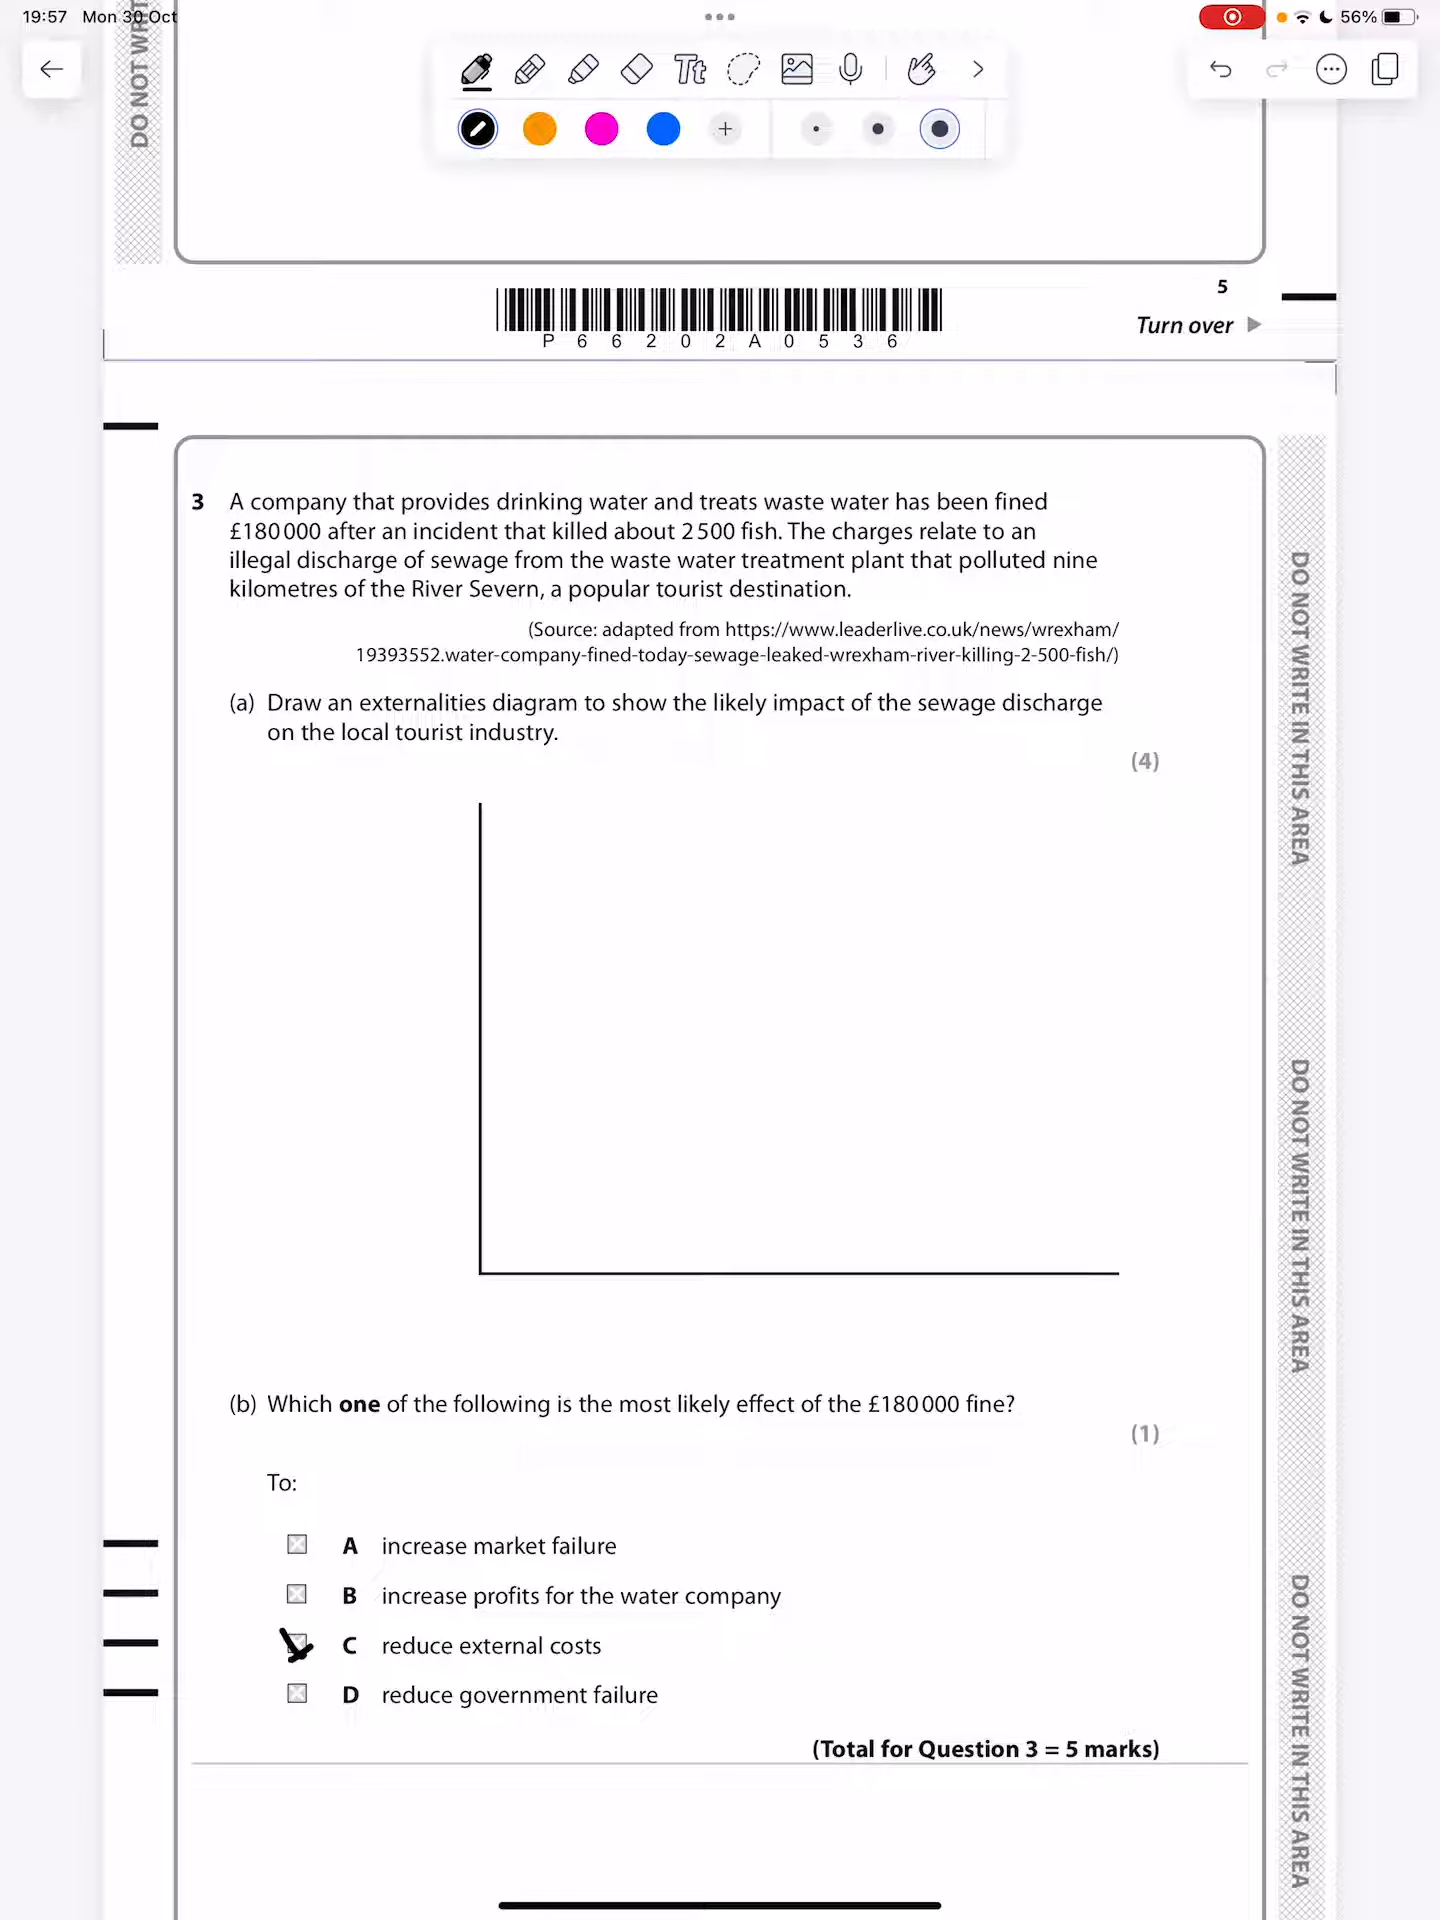 19:57 Mon 30 Oct
56%
DO NOT WRIT
Tt
5
P 6 6 2 0 2 A 0 5 3 6
Turn over
3 A company that provides drinking water and treats waste water has been fined
£180000 after an incident that killed about 2500 fish. The charges relate to an
illegal discharge of sewage from the waste water treatment plant that polluted nine
kilometres of the River Severn, a popular tourist destination.
(Source: adapted from https://www.leaderlive.co.uk/news/wrexham/
19393552.water-company-fined-today-sewage-leaked-wrexham-river-killing-2-500-fish/)
(a) Draw an externalities diagram to show the likely impact of the sewage discharge
on the local tourist industry.
(4)
(b) Which one of the following is the most likely effect of the £180000 fine?
(1)
To:
A increase market failure
B increase profits for the water company
C reduce external costs
D reduce government failure
(Total for Question 3 = 5 marks)
DO NOT WRITE IN THIS AREA
DO NOT WRITE IN THIS AREA
DO NOT WRITE IN THIS AREA